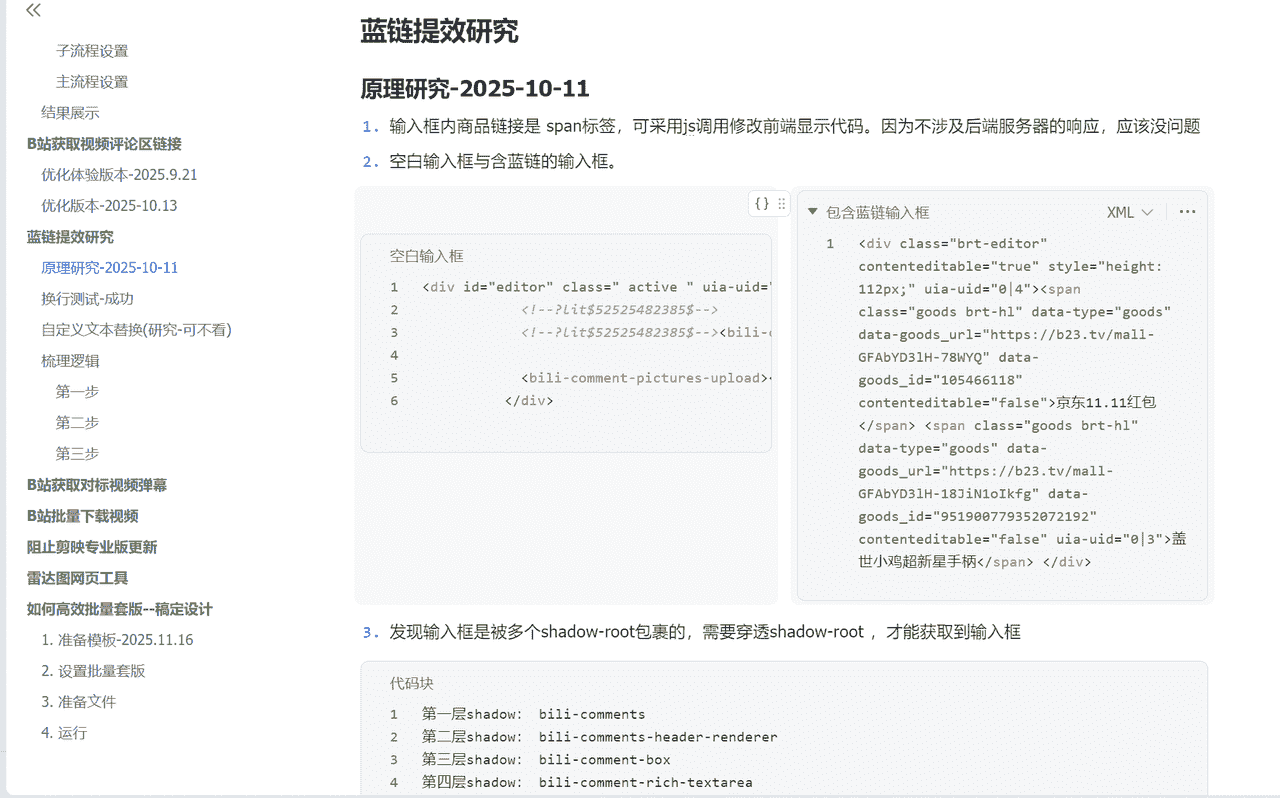 子流程设置
主流程设置
结果展示
B站获取视频评论区链接
优化体验版本-2025.9.21
优化版本-2025-10.13
蓝链提效研究
原理研究-2025-10-11
换行测试-成功
自定义文本替换(研究-可不看)
梳理逻辑
第一步
第二步
第三步
B站获取对标视频弹幕
B站批量下载视频
阻止剪映专业版更新
雷达图网页工具
如何高效批量套版--稿定设计
1. 准备模板-2025.11.16
2. 设置批量套版
3. 准备文件
4. 运行
蓝链提效研究
原理研究-2025-10-11
1. 输入框内商品链接是 span标签，可采用js调用修改前端显示代码。因为不涉及后端服务器的响应，应该没问题
2. 空白输入框与含蓝链的输入框。
{}
空白输入框
1 <div id="editor" class=" active " uia-uid="
2 <!--?lit$52525482385$-->
3 <!--?lit$52525482385$--><bili-c
4
5 <bili-comment-pictures-upload><
6 </div>
包含蓝链输入框 XML ...
1 <div class="brt-editor"
contenteditable="true" style="height:
112px;" uia-uid="0|4"><span
class="goods brt-hl" data-type="goods"
data-goods_url="https://b23.tv/mall-
GFAbYD3lH-78WYQ" data-
goods_id="105466118"
contenteditable="false">京东11.11红包
</span> <span class="goods brt-hl"
data-type="goods" data-
goods_url="https://b23.tv/mall-
GFAbYD3lH-18JiN1oIkfg" data-
goods_id="951900779352072192"
contenteditable="false" uia-uid="0|3">盖
世小鸡超新星手柄</span> </div>
3. 发现输入框是被多个shadow-root包裹的，需要穿透shadow-root ，才能获取到输入框
代码块
1 第一层shadow： bili-comments
2 第二层shadow： bili-comments-header-renderer
3 第三层shadow： bili-comment-box
4 第四层shadow： bili-comment-rich-textarea